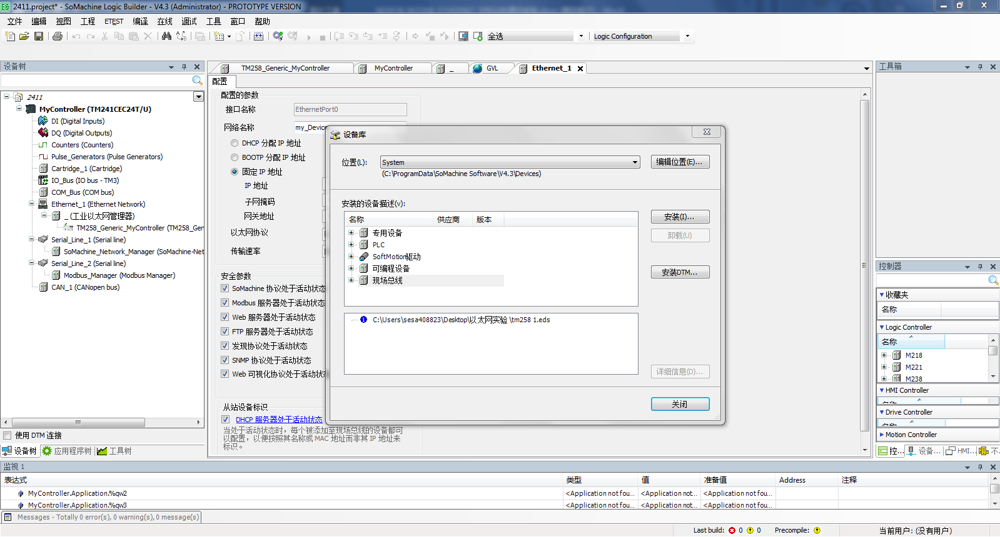 2411.project* - SoMachine Logic Builder - V4.3 (Administrator) - PROTOTYPE VERSION
文件 编辑 视图 工程 ETEST 编译 在线 调试 工具 窗口 帮助
全选 Logic Configuration
设备树
2411
MyController (TM241CEC24T/U)
DI (Digital Inputs)
DQ (Digital Outputs)
Counters (Counters)
Pulse_Generators (Pulse Generators)
Cartridge_1 (Cartridge)
IO_Bus (IO bus - TM3)
COM_Bus (COM bus)
Ethernet_1 (Ethernet Network)
_ (工业以太网管理器)
TM258_Generic_MyController (TM258_Ger
Serial_Line_1 (Serial line)
SoMachine_Network_Manager (SoMachine-Net
Serial_Line_2 (Serial line)
Modbus_Manager (Modbus Manager)
CAN_1 (CANopen bus)
使用 DTM 连接
设备树 应用程序树 工具树
TM258_Generic_MyController MyController _ GVL Ethernet_1
配置
配置的参数
接口名称 EthernetPort0
网络名称 my_Device
DHCP 分配 IP 地址
BOOTP 分配 IP 地址
固定 IP 地址
IP 地址
子网掩码
网关地址
以太网协议
传输速率
安全参数
SoMachine 协议处于活动状态
Modbus 服务器处于活动状态
Web 服务器处于活动状态
FTP 服务器处于活动状态
发现协议处于活动状态
SNMP 协议处于活动状态
Web 可视化协议处于活动状态
从站设备标识
DHCP 服务器处于活动状态
当处于活动状态时，每个被添加至现场总线的设备都可
以配置，以便按照其名称或 MAC 地址而非其 IP 地址来
标识。
设备库
位置(L): System 编辑位置(E)...
(C:\ProgramData\SoMachine Software\V4.3\Devices)
安装的设备描述(v):
名称 供应商 版本
专用设备
PLC
SoftMotion驱动
可编程设备
现场总线
安装(I)...
卸载(U)
安装DTM...
C:\Users\sesa408823\Desktop\以太网实验 \tm258 1.eds
详细信息(D)...
关闭
工具箱
控制器
收藏夹
名称
Logic Controller
名称
M218
M221
M238
HMI Controller
名称
Drive Controller
名称
Motion Controller
控... 设备... HMI... 不.
监视 1
表达式 类型 值 准备值 Address 注释
MyController.Application.%qw2 <Application not fou... <Application not... <Application not fou...
MyController.Application.%qw3 <Application not fou... <Application not... <Application not fou...
Messages - Totally 0 error(s), 0 warning(s), 0 message(s)
Last build: 0 0 Precompile: 当前用户: (没有用户)